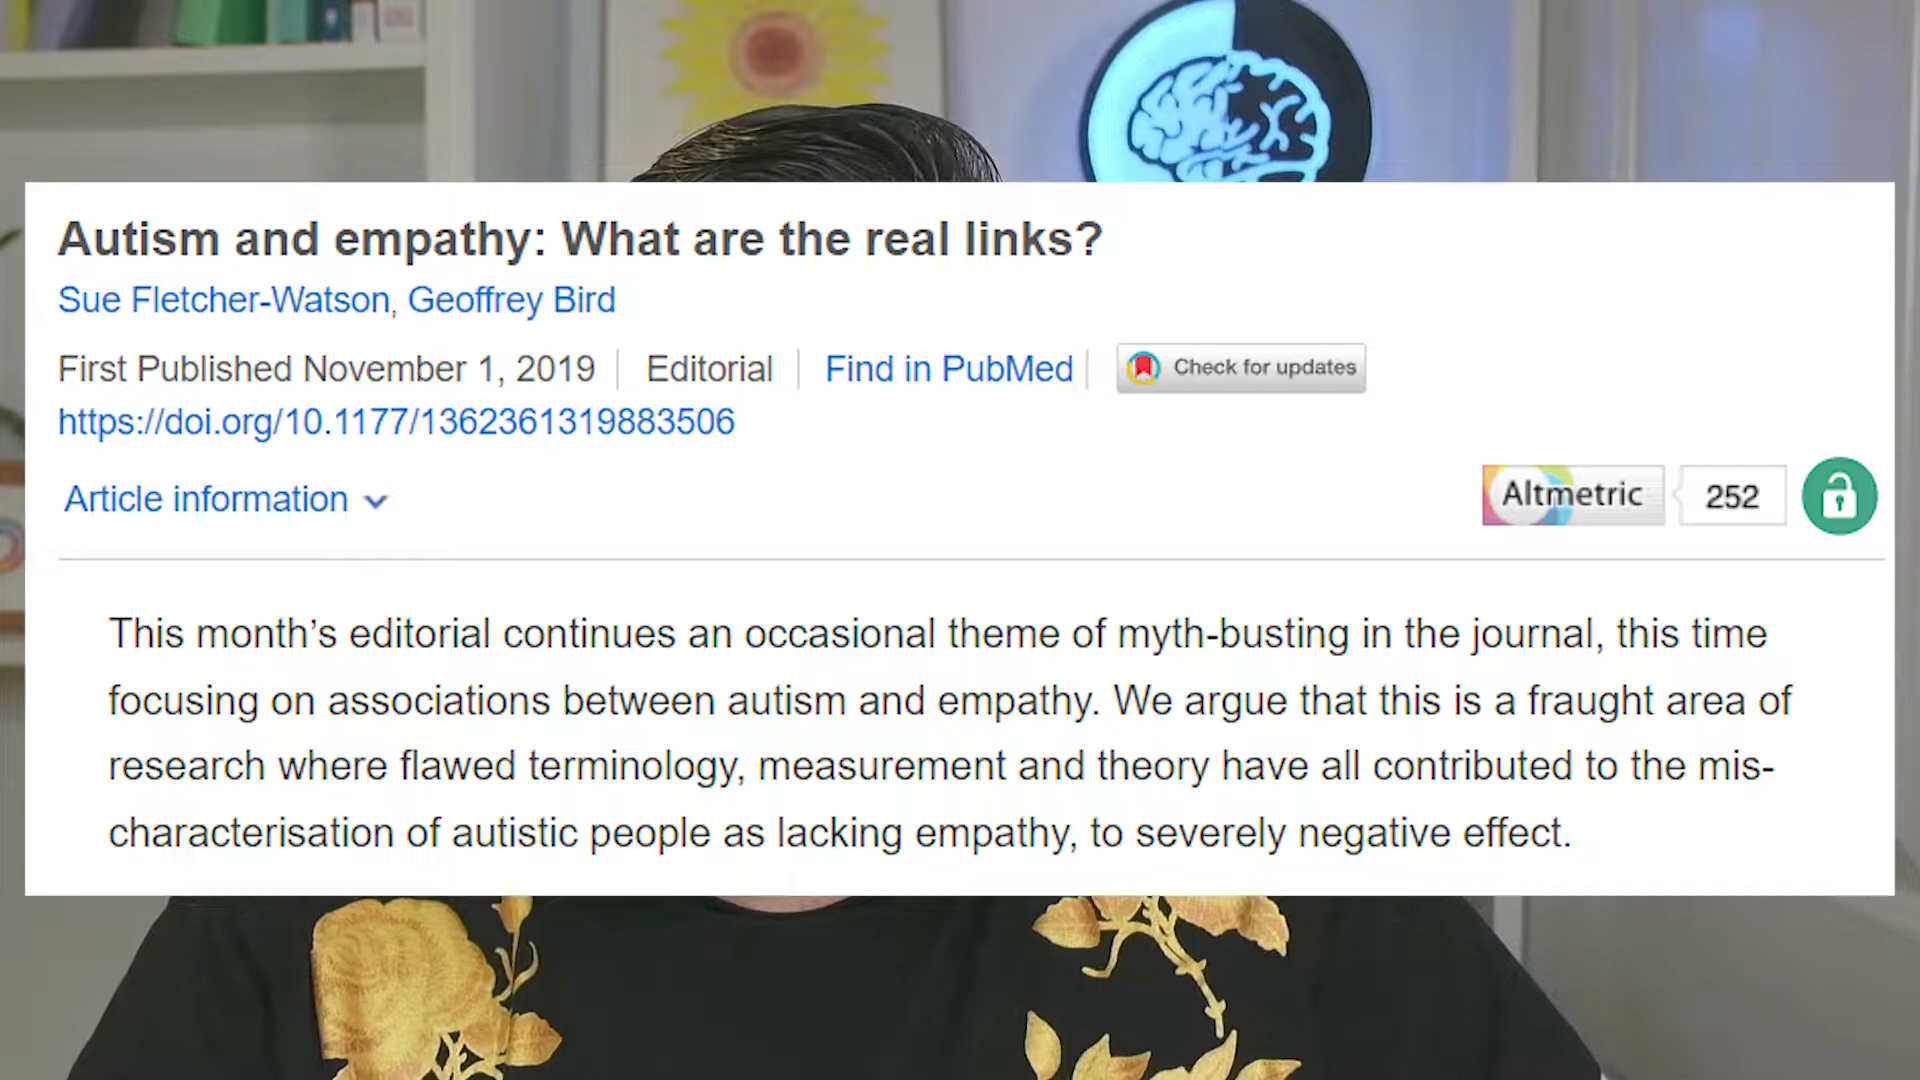 Autism and empathy: What are the real links?
Sue Fletcher-Watson, Geoffrey Bird
First Published November 1, 2019 Editorial Find in PubMed Check for updates
https://doi.org/10.1177/1362361319883506
Article information
Altmetric 252
This month’s editorial continues an occasional theme of myth-busting in the journal, this time
focusing on associations between autism and empathy. We argue that this is a fraught area of
research where flawed terminology, measurement and theory have all contributed to the mis-
characterisation of autistic people as lacking empathy, to severely negative effect.